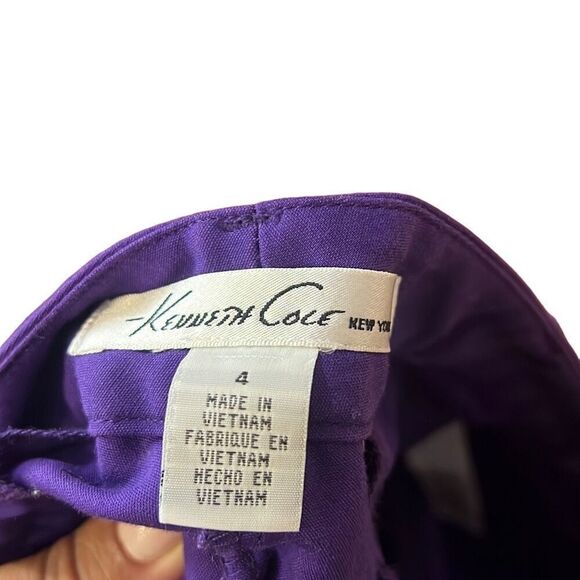 Kenneth Cole NEW YORK
4
MADE IN
VIETNAM
FABRIQUE EN
VIETNAM
HECHO EN
VIETNAM